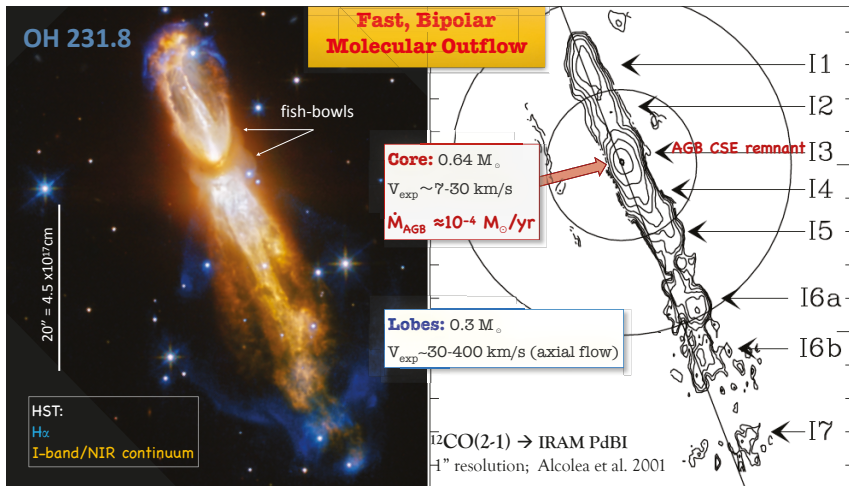 OH 231.8
Fast, Bipolar
Molecular Outflow
fish-bowls
20” = 4.5 x10¹⁷cm
HST:
Hα
I-band/NIR continuum
Core: 0.64 M☉
Vexp~7-30 km/s
ṀAGB ≈10⁻⁴ M☉/yr
Lobes: 0.3 M☉
Vexp~30-400 km/s (axial flow)
I1
I2
AGB CSE remnant
I3
I4
I5
I6a
I6b
I7
¹²CO(2-1) → IRAM PdBI
1” resolution; Alcolea et al. 2001